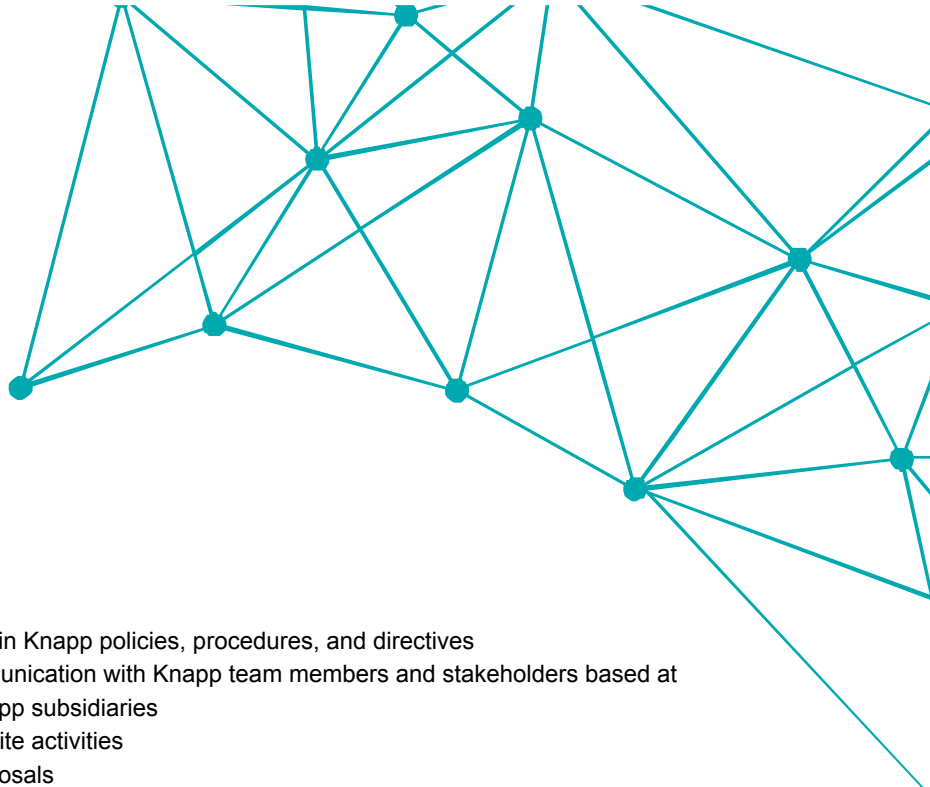 in Knapp policies, procedures, and directives
unication with Knapp team members and stakeholders based at
pp subsidiaries
ite activities
osals